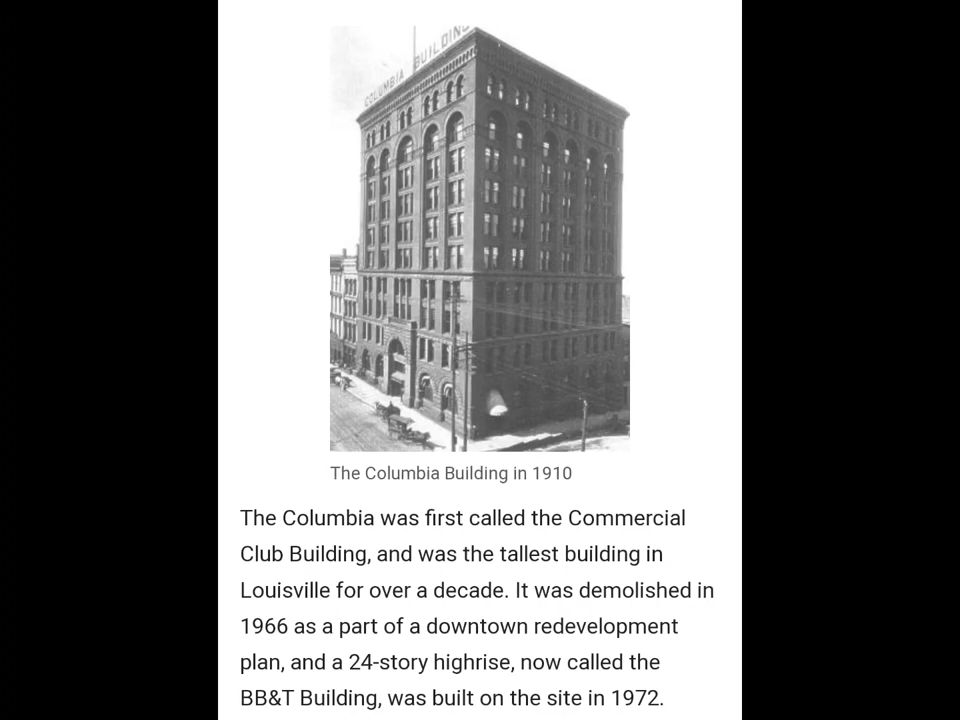 COLUMBIA BUILDING
The Columbia Building in 1910
The Columbia was first called the Commercial
Club Building, and was the tallest building in
Louisville for over a decade. It was demolished in
1966 as a part of a downtown redevelopment
plan, and a 24-story highrise, now called the
BB&T Building, was built on the site in 1972.